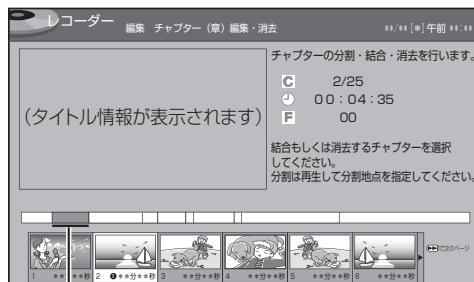 レコーダー
編集 チャプター（章）編集・消去
**/** [*] 午前 **:**
チャプターの分割・結合・消去を行います。
C 2/25
00：04：35
F 00
(タイトル情報が表示されます)
結合もしくは消去するチャプターを選択
してください。
分割は再生して分割地点を指定してください。
で次のページ
1 **分**秒
2 ❶**分**秒
3 **分**秒
4 **分**秒
5 **分**秒
6 **分**秒